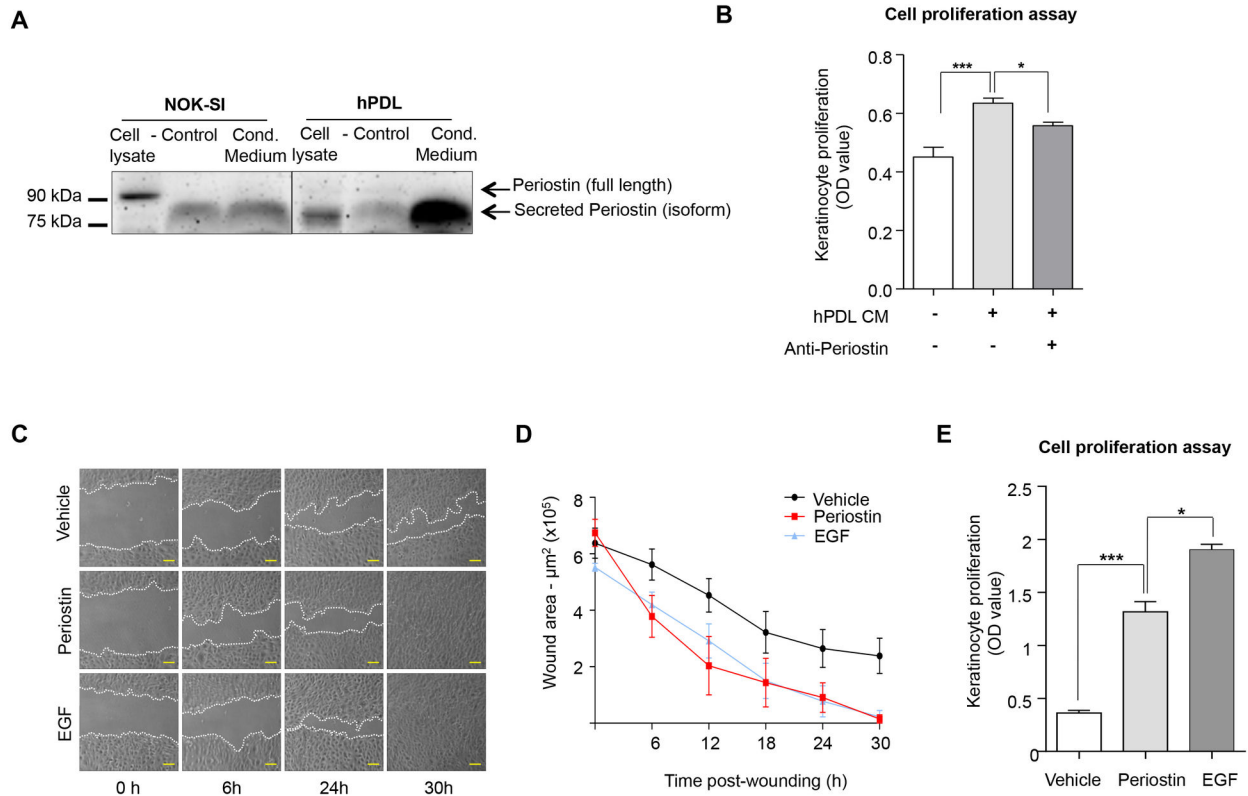 A
NOK-SI
hPDL
Cell lysate
- Control
Cond. Medium
Cell lysate
- Control
Cond. Medium
90 kDa
75 kDa
Periostin (full length)
Secreted Periostin (isoform)
B
Cell proliferation assay
Keratinocyte proliferation
(OD value)
0.8
0.6
0.4
0.2
0.0
***
*
hPDL CM
- + +
Anti-Periostin
- - +
C
Vehicle
Periostin
EGF
0 h
6h
24h
30h
D
Wound area - µm² (x10⁵)
8
6
4
2
Vehicle
Periostin
EGF
6 12 18 24 30
Time post-wounding (h)
E
Cell proliferation assay
Keratinocyte proliferation
(OD value)
2.5
2
1.5
1
0.5
0
***
*
Vehicle Periostin EGF